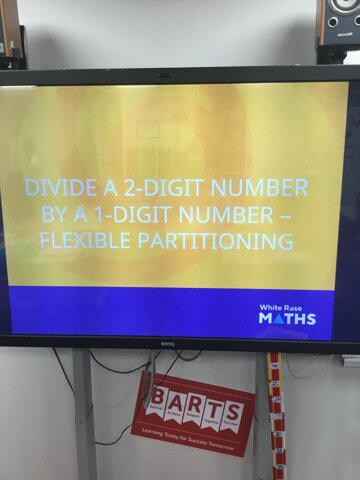 DIVIDE A 2-DIGIT NUMBER
BY A 1-DIGIT NUMBER –
FLEXIBLE PARTITIONING
White Rose
MATHS
BenQ
BARTS
Learning Today for Success Tomorrow